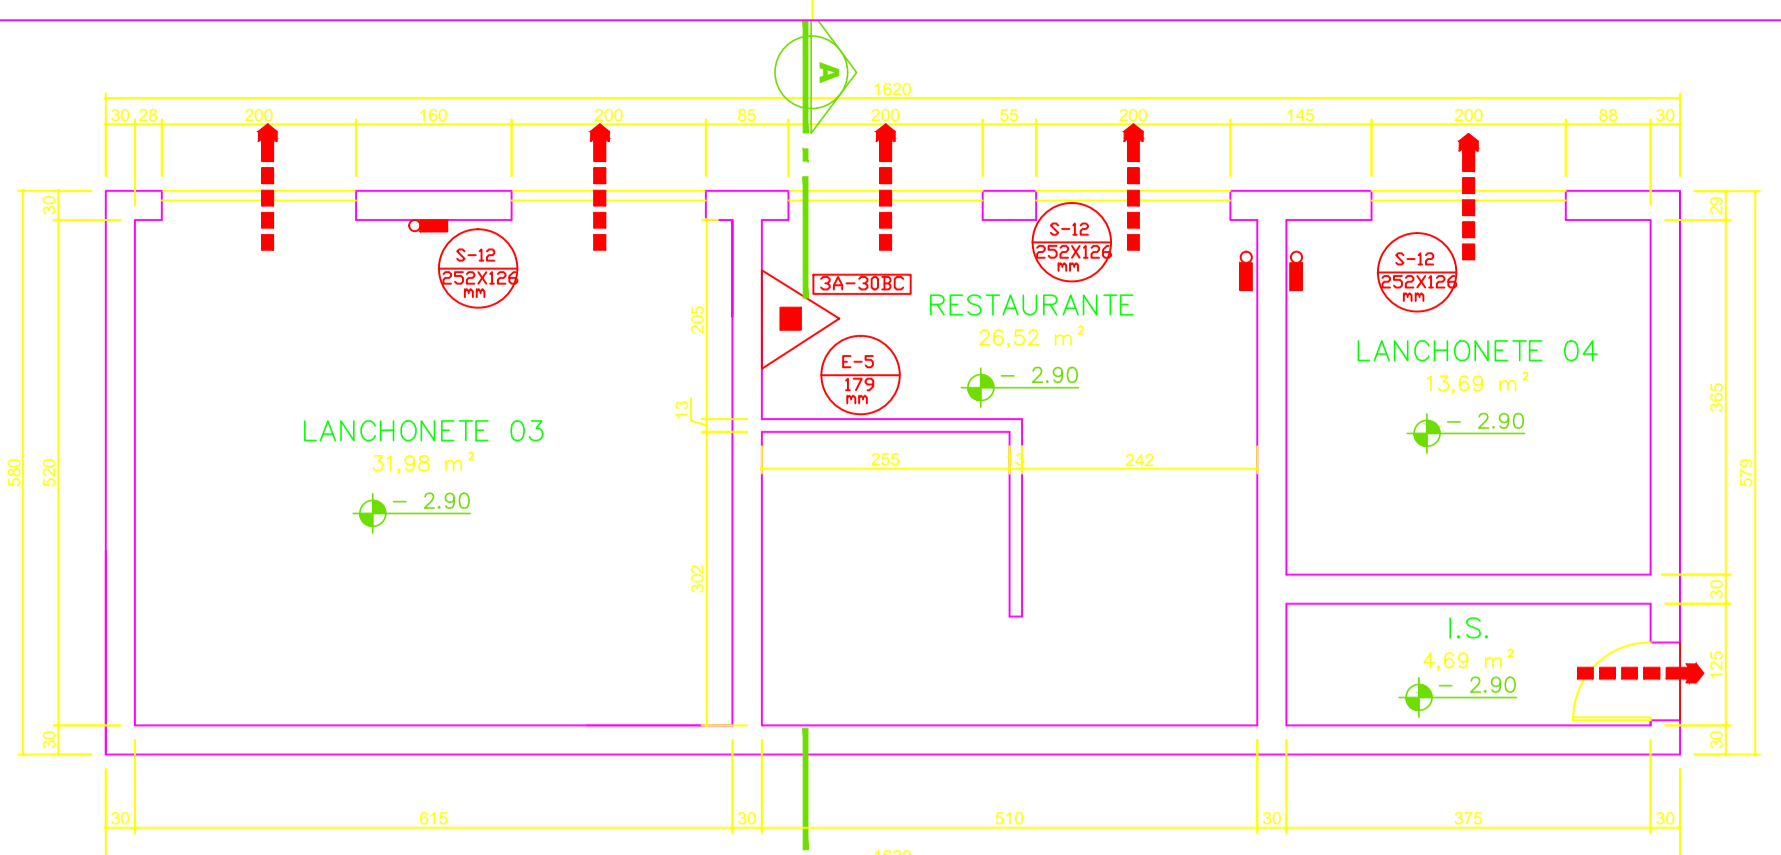 A
1620
30 28 200 160 200 85 200 55 200 145 200 88 30
30
29
S-12
252X126
mm
S-12
252X126
mm
S-12
252X126
mm
3A-30BC
RESTAURANTE
26,52 m²
- 2.90
205
E-5
179
mm
LANCHONETE 04
13,69 m²
- 2.90
365
13
LANCHONETE 03
31,98 m²
- 2.90
255 13 242
580
520
579
302
30
I.S.
4,69 m²
- 2.90
125
30
30
30 615 30 510 30 375 30
1620